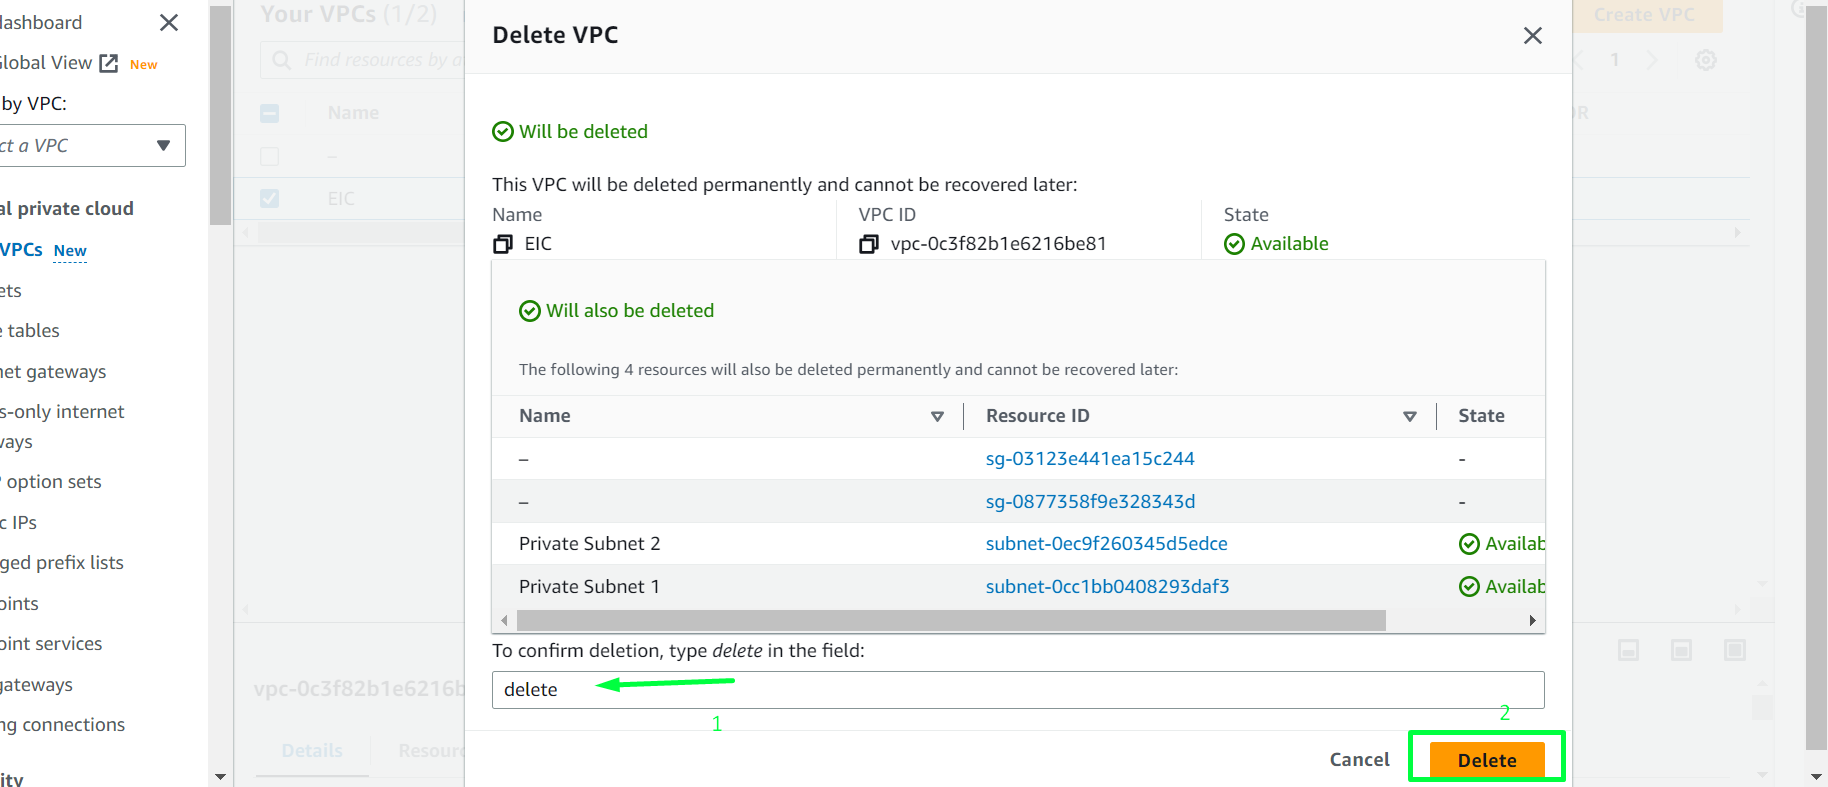 dashboard
Global View New
by VPC:
ct a VPC
al private cloud
VPCs New
ets
e tables
net gateways
s-only internet
ways
option sets
c IPs
ged prefix lists
oints
oint services
gateways
ng connections
ity
Your VPCs (1/2)
Find resources by a
Name
–
EIC
vpc-0c3f82b1e6216b
Details Resourc
Create VPC
1
Delete VPC
Will be deleted
This VPC will be deleted permanently and cannot be recovered later:
Name VPC ID State
EIC vpc-0c3f82b1e6216be81 Available
Will also be deleted
The following 4 resources will also be deleted permanently and cannot be recovered later:
Name Resource ID State
– sg-03123e441ea15c244 -
– sg-0877358f9e328343d -
Private Subnet 2 subnet-0ec9f260345d5edce Availab
Private Subnet 1 subnet-0cc1bb0408293daf3 Availab
To confirm deletion, type delete in the field:
delete
1
2
Cancel Delete